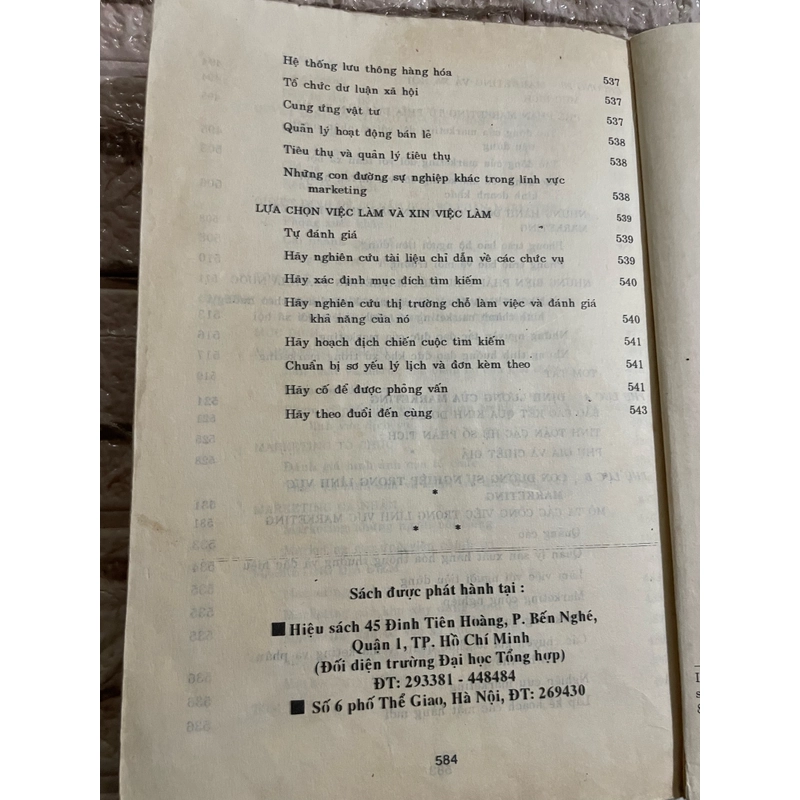 Hệ thống lưu thông hàng hóa 537
Tổ chức dư luận xã hội 537
Cung ứng vật tư 537
Quản lý hoạt động bán lẻ 538
Tiêu thụ và quản lý tiêu thụ 538
Những con đường sự nghiệp khác trong lĩnh vực
marketing 538
LỰA CHỌN VIỆC LÀM VÀ XIN VIỆC LÀM 539
Tự đánh giá 539
Hãy nghiên cứu tài liệu chỉ dẫn về các chức vụ 539
Hãy xác định mục đích tìm kiếm 540
Hãy nghiên cứu thị trường chỗ làm việc và đánh giá
khả năng của nó 540
Hãy hoạch định chiến cuộc tìm kiếm 541
Chuẩn bị sơ yếu lý lịch và đơn kèm theo 541
Hãy cố để được phỏng vấn 541
Hãy theo đuổi đến cùng 543
*
* *
Sách được phát hành tại :
■ Hiệu sách 45 Đinh Tiên Hoàng, P. Bến Nghé,
Quận 1, TP. Hồ Chí Minh
(Đối diện trường Đại học Tổng hợp)
ĐT: 293381 - 448484
■ Số 6 phố Thể Giao, Hà Nội, ĐT: 269430
584